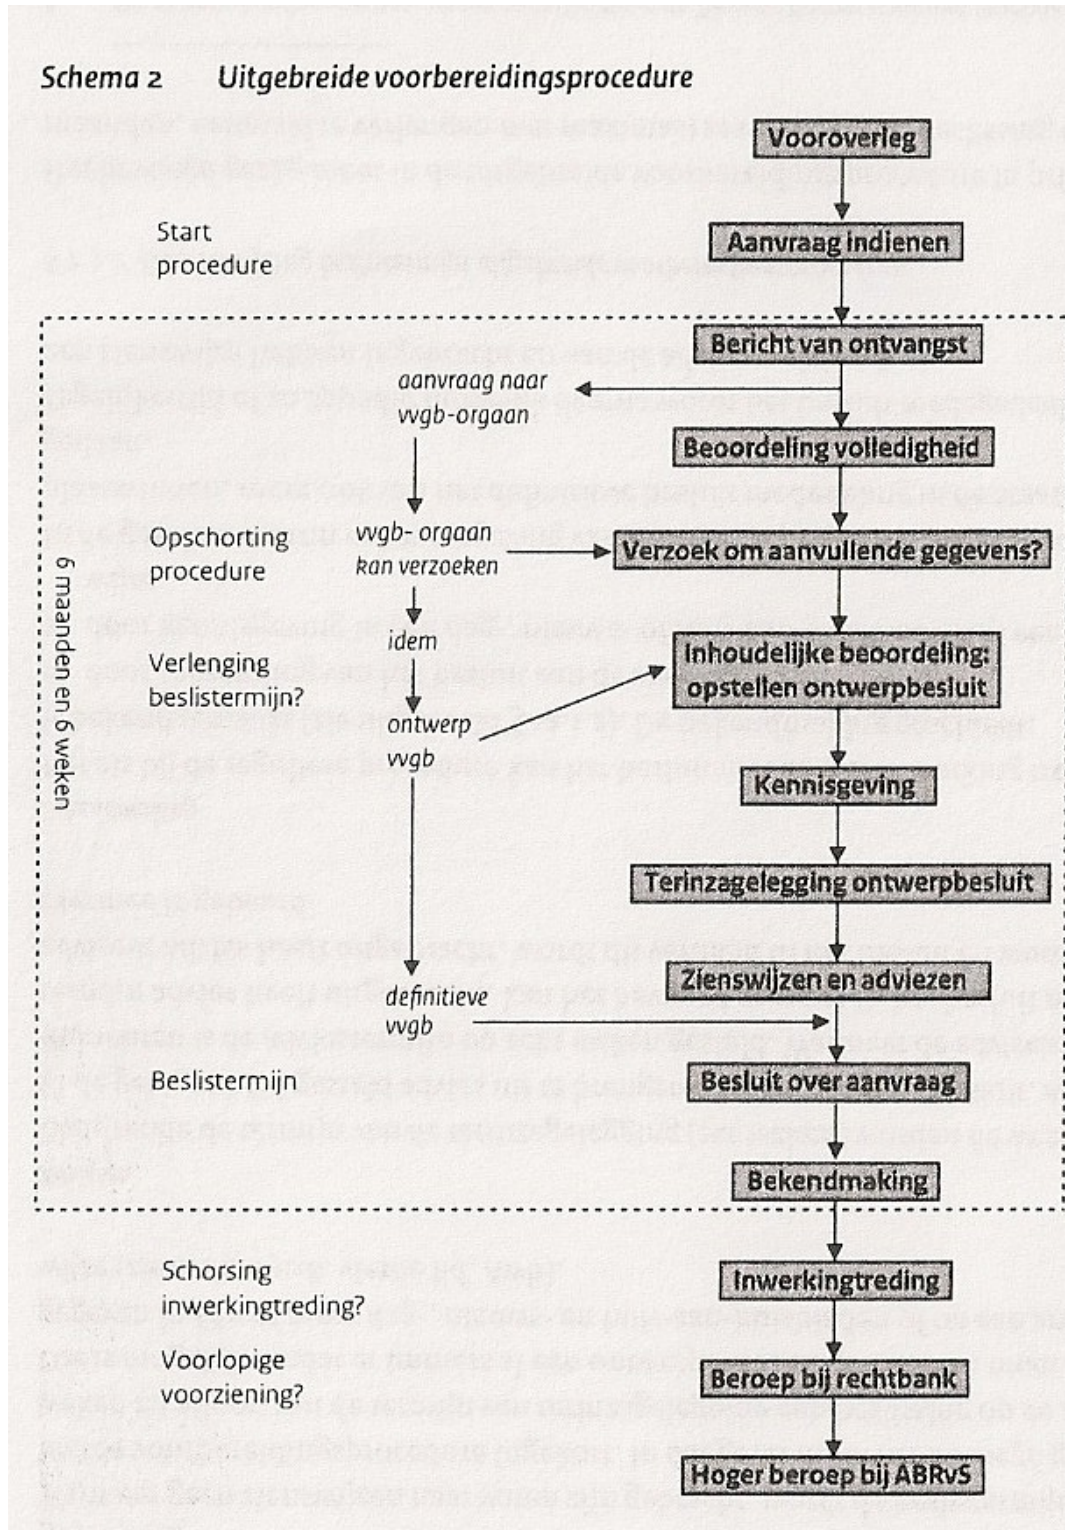 Schema 2 Uitgebreide voorbereidingsprocedure
Vooroverleg
Start
procedure
Aanvraag indienen
Bericht van ontvangst
aanvraag naar
vvgb-orgaan
Beoordeling volledigheid
Opschorting
procedure
vvgb- orgaan
kan verzoeken
Verzoek om aanvullende gegevens?
6 maanden en 6 weken
Verlenging
beslistermijn?
idem
Inhoudelijke beoordeling:
opstellen ontwerpbesluit
ontwerp
vvgb
Kennisgeving
Terinzagelegging ontwerpbesluit
Zienswijzen en adviezen
definitieve
vvgb
Beslistermijn
Besluit over aanvraag
Bekendmaking
Schorsing
inwerkingtreding?
Inwerkingtreding
Voorlopige
voorziening?
Beroep bij rechtbank
Hoger beroep bij ABRvS